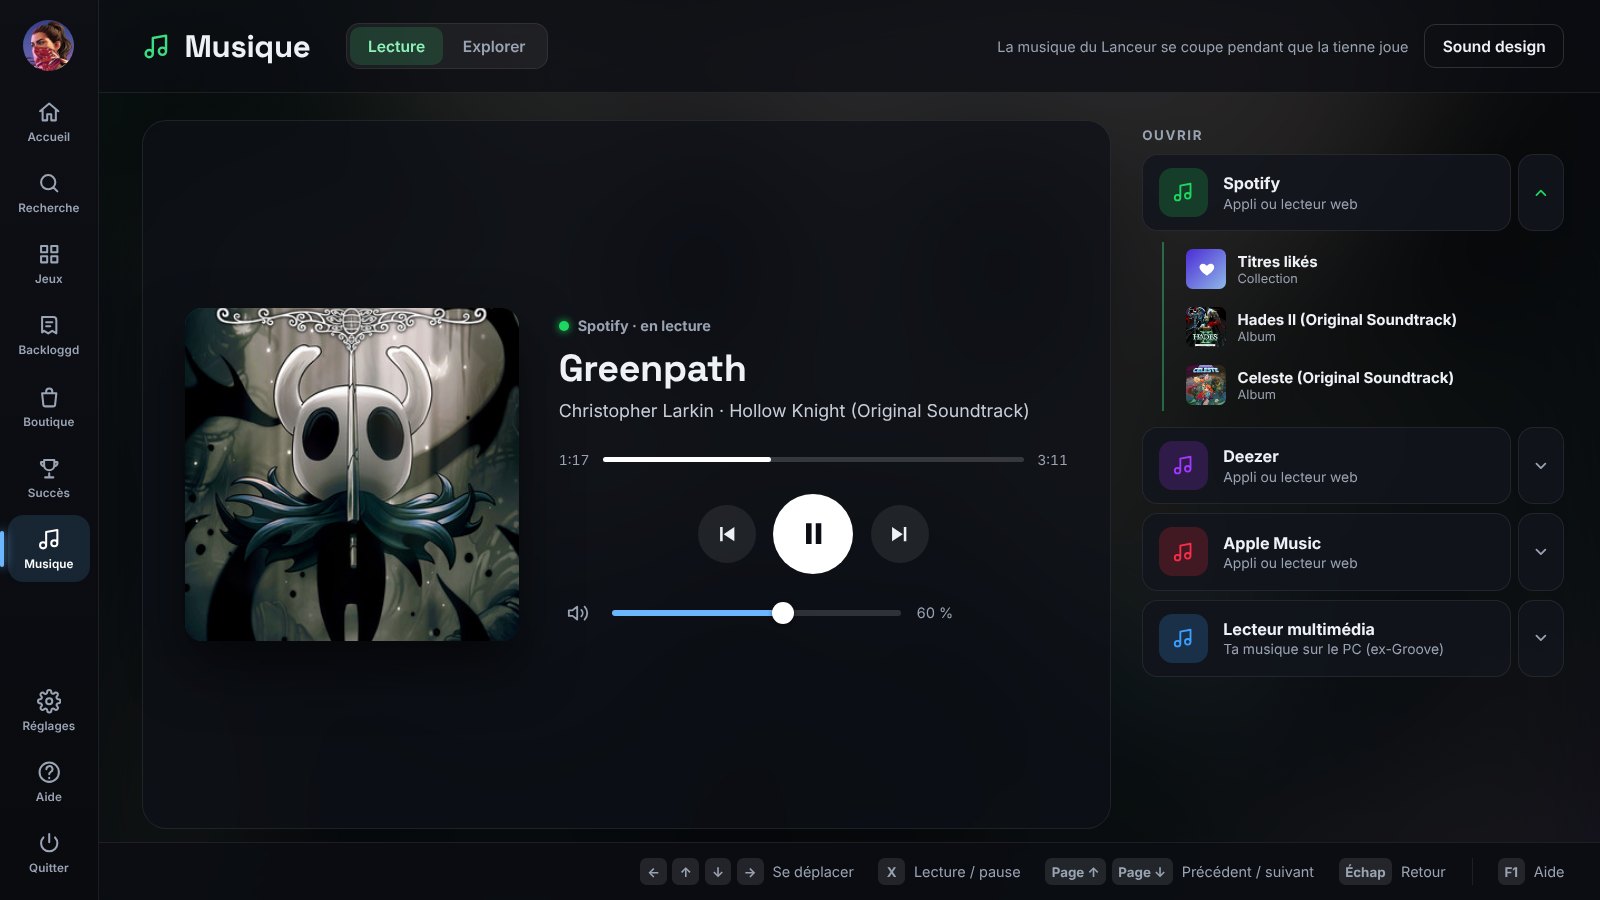 Musique
Lecture
Explorer
La musique du Lanceur se coupe pendant que la tienne joue
Sound design
Accueil
Recherche
Jeux
Backloggd
Boutique
Succès
Musique
Réglages
Aide
Quitter
Spotify · en lecture
Greenpath
Christopher Larkin · Hollow Knight (Original Soundtrack)
1:17
3:11
60 %
OUVRIR
Spotify
Appli ou lecteur web
Titres likés
Collection
Hades II (Original Soundtrack)
Album
Celeste (Original Soundtrack)
Album
Deezer
Appli ou lecteur web
Apple Music
Appli ou lecteur web
Lecteur multimédia
Ta musique sur le PC (ex-Groove)
← ↑ ↓ → Se déplacer X Lecture / pause Page ↑ Page ↓ Précédent / suivant Échap Retour F1 Aide